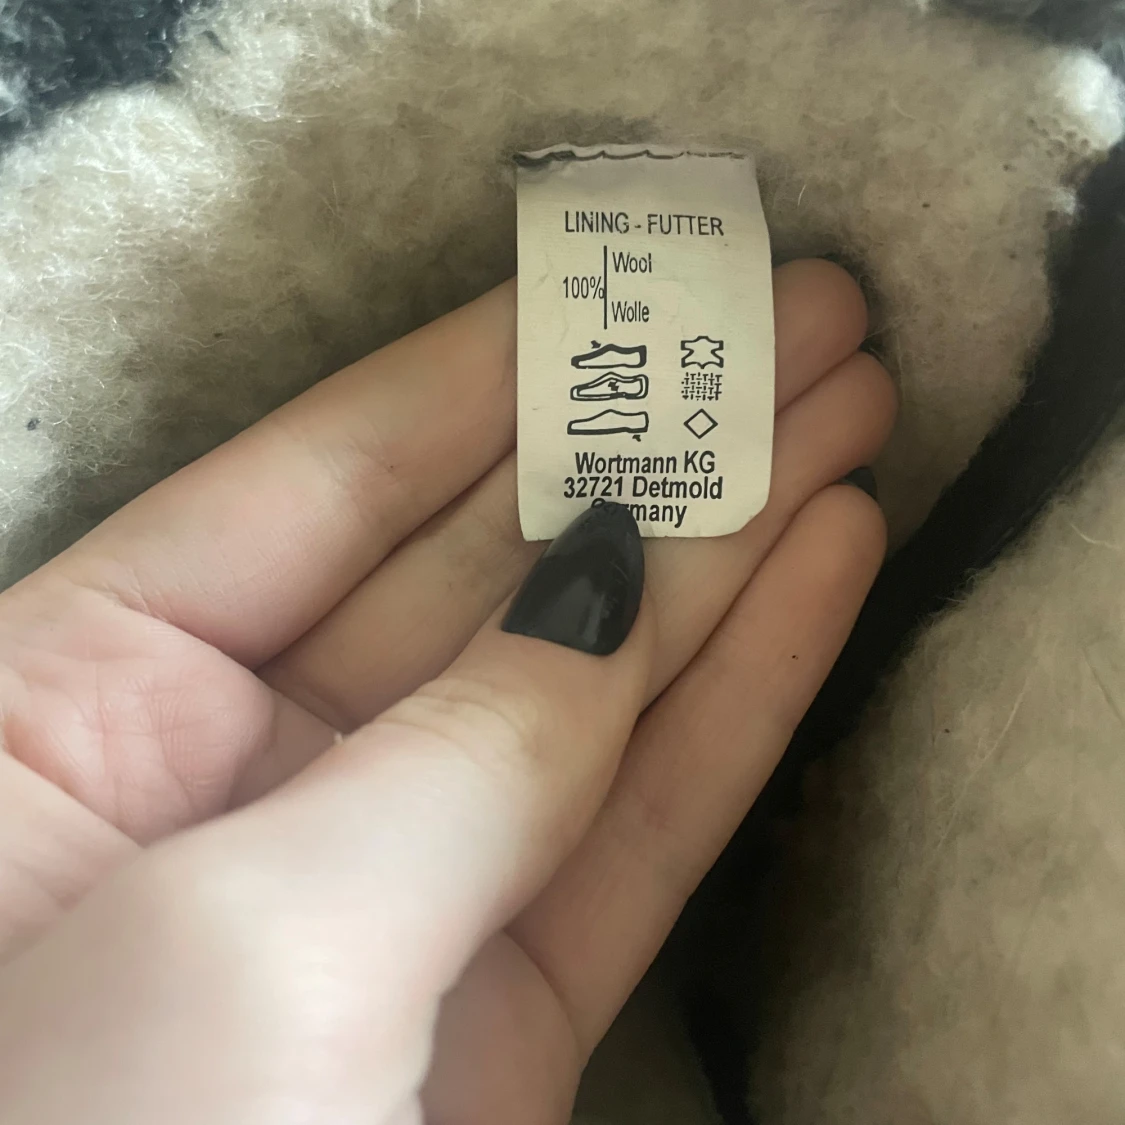 LINING - FUTTER
Wool
100%
Wolle
Wortmann KG
32721 Detmold